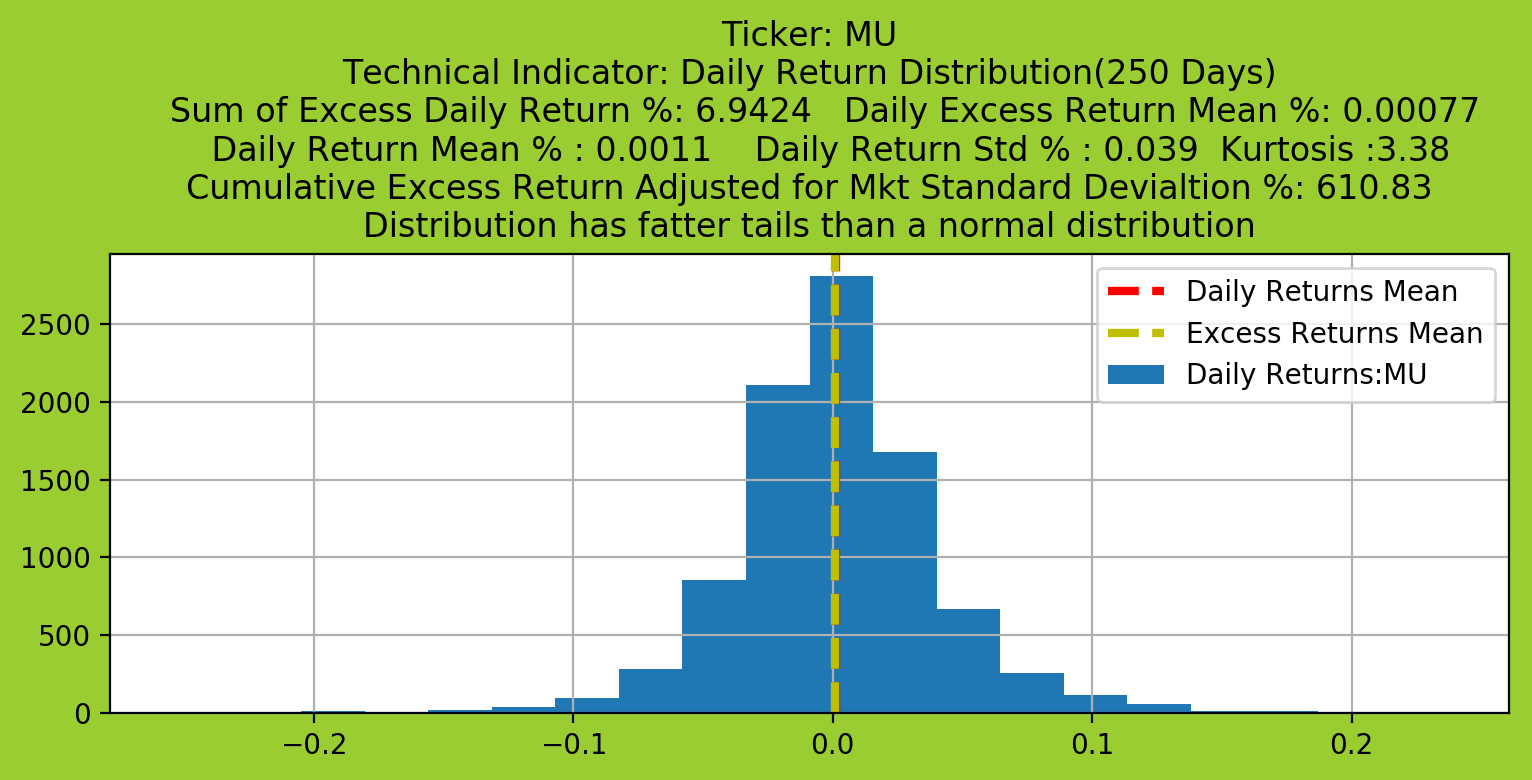 Ticker: MU
Technical Indicator: Daily Return Distribution(250 Days)
Sum of Excess Daily Return %: 6.9424   Daily Excess Return Mean %: 0.00077
Daily Return Mean % : 0.0011    Daily Return Std % : 0.039  Kurtosis :3.38
Cumulative Excess Return Adjusted for Mkt Standard Devialtion %: 610.83
Distribution has fatter tails than a normal distribution
Daily Returns Mean
Excess Returns Mean
Daily Returns:MU
2500
2000
1500
1000
500
0
−0.2 −0.1 0.0 0.1 0.2